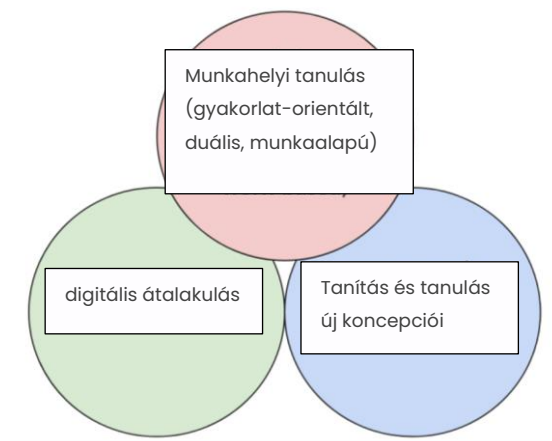 Munkahelyi tanulás
(gyakorlat-orientált,
duális, munkaalapú)
digitális átalakulás
Tanítás és tanulás
új koncepciói